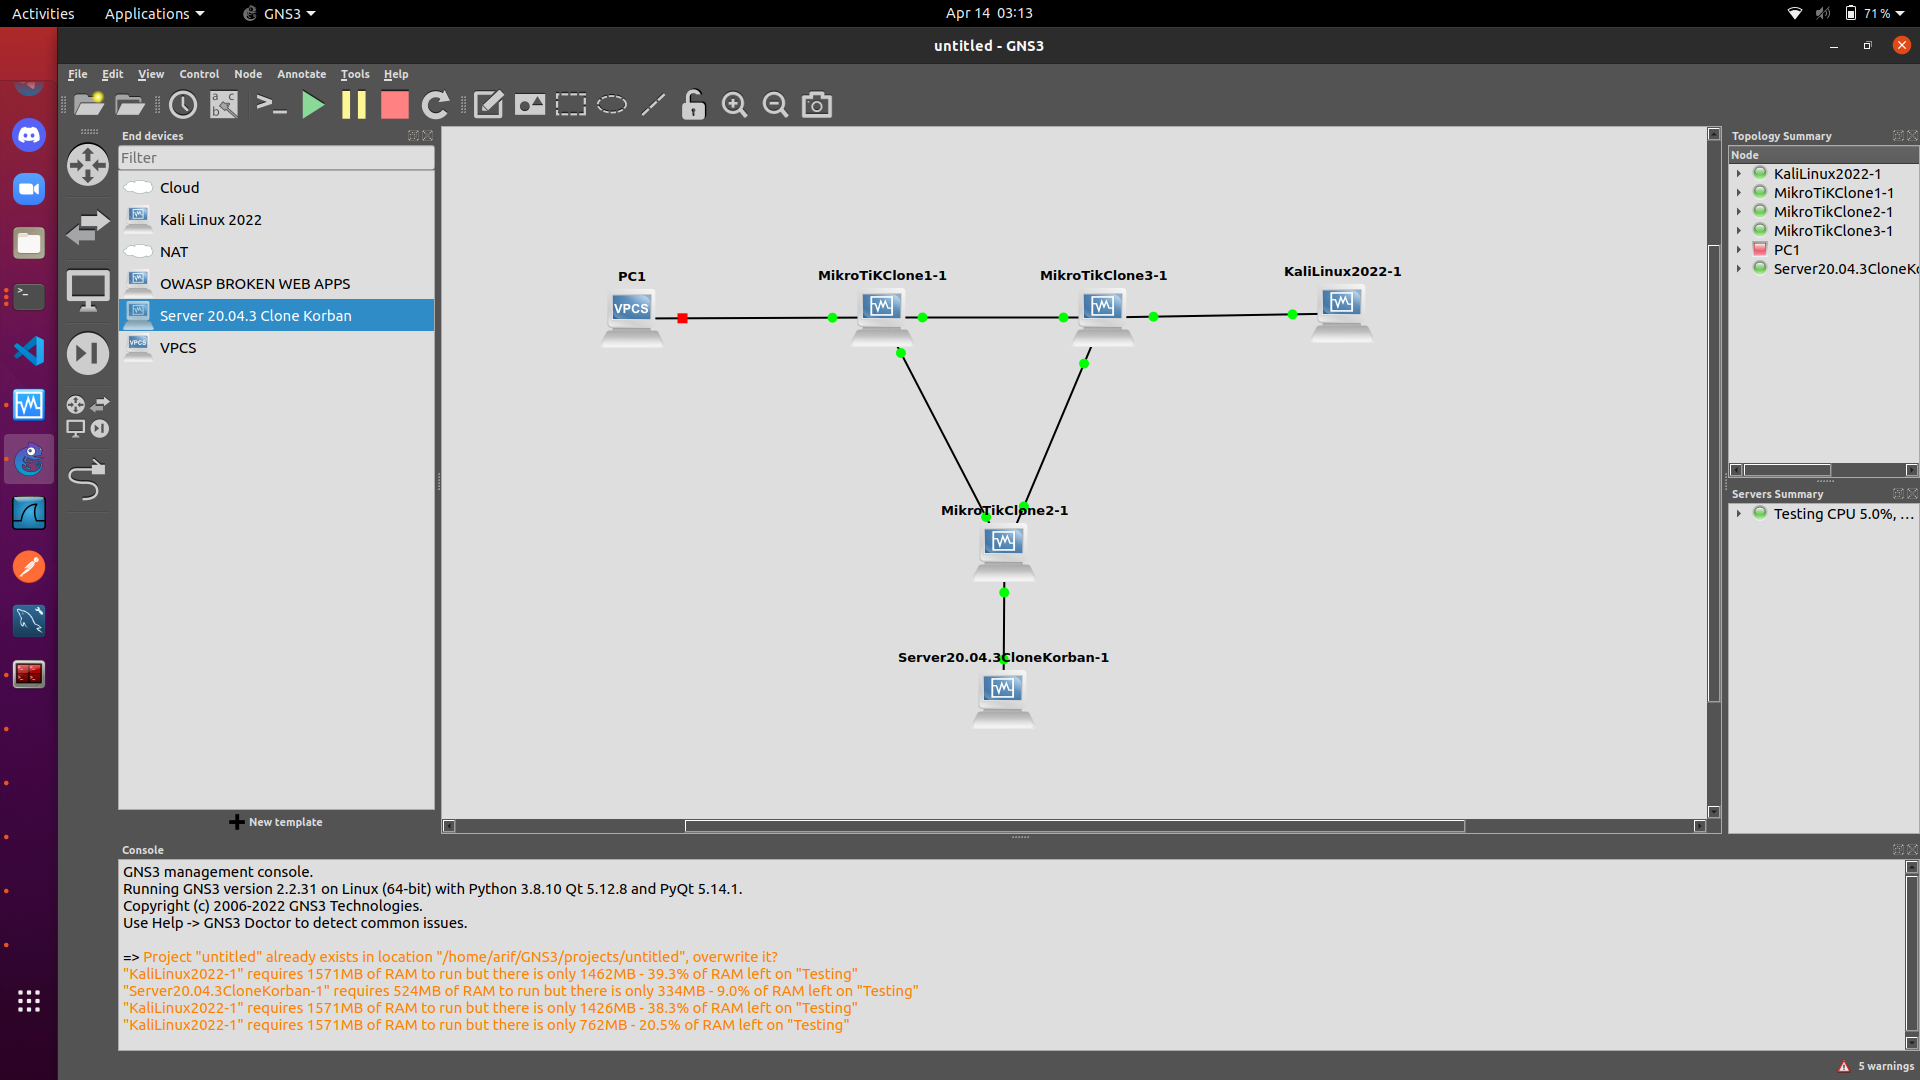 Activities
Applications
GNS3
Apr 14 03:13
71 %
untitled - GNS3
File Edit View Control Node Annotate Tools Help
End devices
Filter
Cloud
Kali Linux 2022
NAT
OWASP BROKEN WEB APPS
Server 20.04.3 Clone Korban
VPCS
New template
PC1
VPCS
MikroTiKClone1-1
MikroTikClone3-1
KaliLinux2022-1
MikroTikClone2-1
Server20.04.3CloneKorban-1
Topology Summary
Node
KaliLinux2022-1
MikroTiKClone1-1
MikroTikClone2-1
MikroTikClone3-1
PC1
Server20.04.3CloneKo
Servers Summary
Testing CPU 5.0%, ...
Console
GNS3 management console.
Running GNS3 version 2.2.31 on Linux (64-bit) with Python 3.8.10 Qt 5.12.8 and PyQt 5.14.1.
Copyright (c) 2006-2022 GNS3 Technologies.
Use Help -> GNS3 Doctor to detect common issues.
=> Project "untitled" already exists in location "/home/arif/GNS3/projects/untitled", overwrite it?
"KaliLinux2022-1" requires 1571MB of RAM to run but there is only 1462MB - 39.3% of RAM left on "Testing"
"Server20.04.3CloneKorban-1" requires 524MB of RAM to run but there is only 334MB - 9.0% of RAM left on "Testing"
"KaliLinux2022-1" requires 1571MB of RAM to run but there is only 1426MB - 38.3% of RAM left on "Testing"
"KaliLinux2022-1" requires 1571MB of RAM to run but there is only 762MB - 20.5% of RAM left on "Testing"
5 warnings